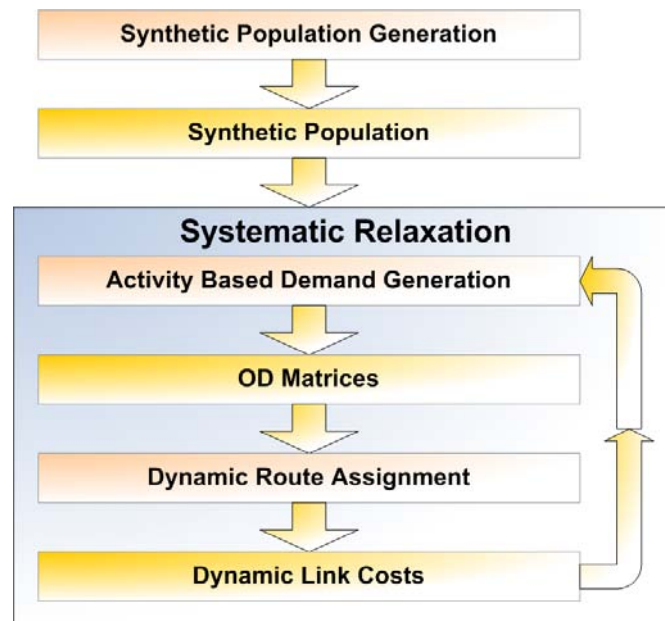 Synthetic Population Generation
Synthetic Population
Systematic Relaxation
Activity Based Demand Generation
OD Matrices
Dynamic Route Assignment
Dynamic Link Costs